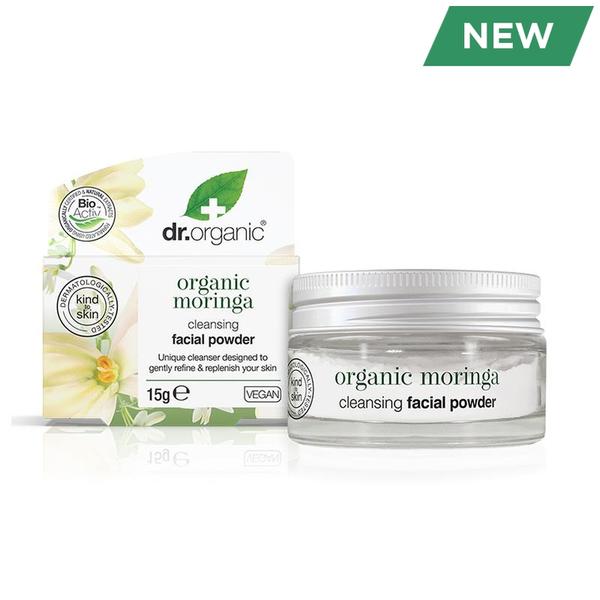 NEW
Bio
Activ
dr.organic®
DERMATOLOGICALLY TESTED
kind to skin
organic
moringa
cleansing
facial powder
Unique cleanser designed to
gently refine & replenish your skin
15g℮
VEGAN
kind to skin
organic moringa
cleansing facial powder